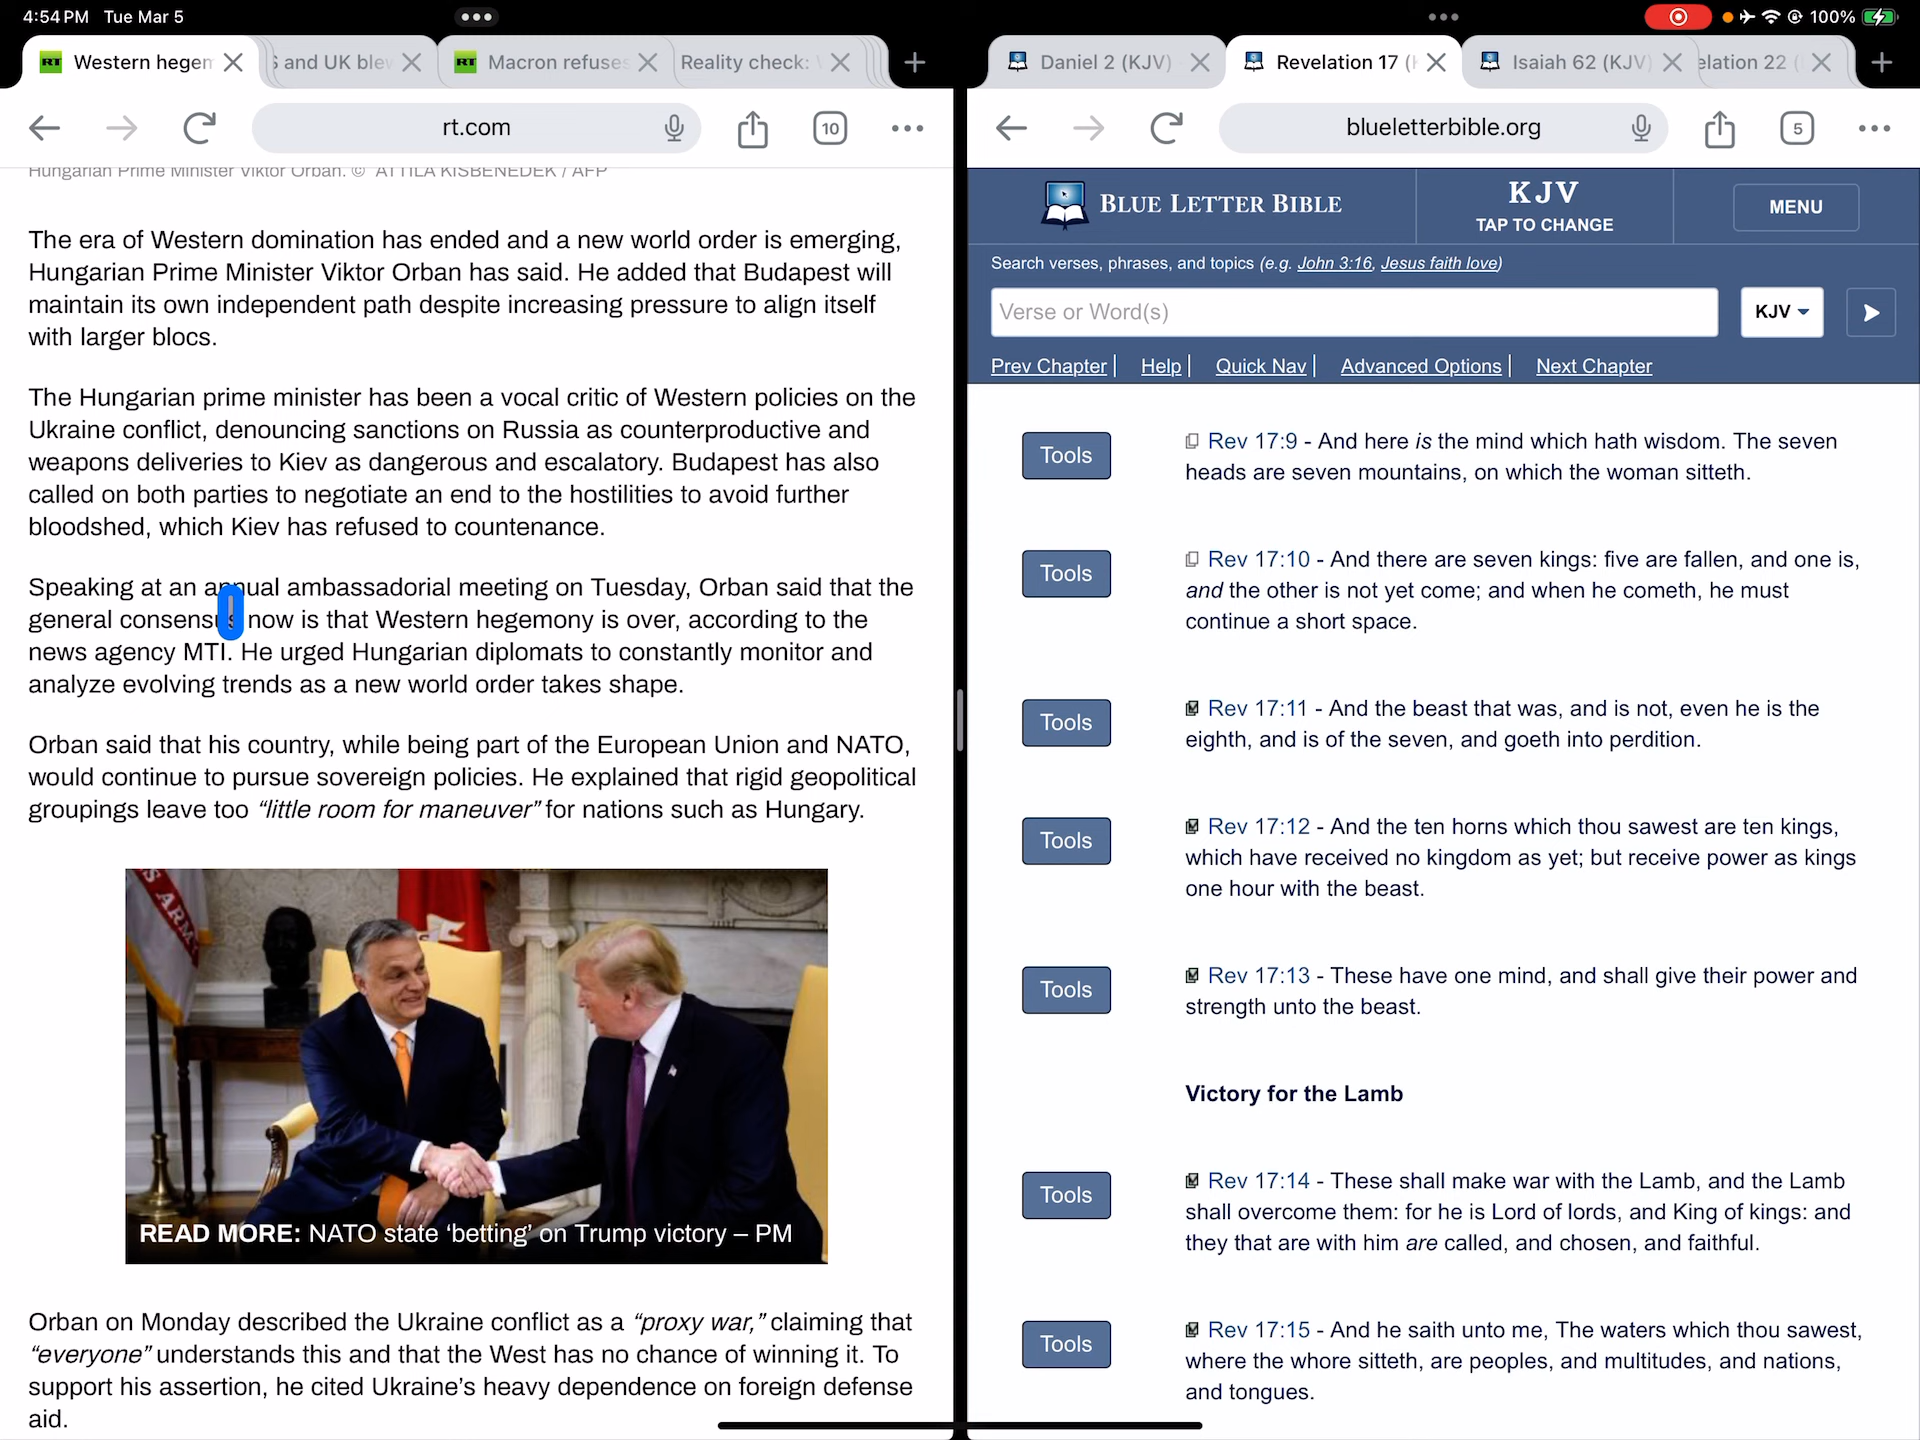 4:54 PM Tue Mar 5
100%
Western hegem
and UK blew
RT Macron refuses
Reality check:
rt.com
10
Hungarian Prime Minister Viktor Orban. © ATTILA KISBENEDEK / AFP
The era of Western domination has ended and a new world order is emerging,
Hungarian Prime Minister Viktor Orban has said. He added that Budapest will
maintain its own independent path despite increasing pressure to align itself
with larger blocs.
The Hungarian prime minister has been a vocal critic of Western policies on the
Ukraine conflict, denouncing sanctions on Russia as counterproductive and
weapons deliveries to Kiev as dangerous and escalatory. Budapest has also
called on both parties to negotiate an end to the hostilities to avoid further
bloodshed, which Kiev has refused to countenance.
Speaking at an annual ambassadorial meeting on Tuesday, Orban said that the
general consensus now is that Western hegemony is over, according to the
news agency MTI. He urged Hungarian diplomats to constantly monitor and
analyze evolving trends as a new world order takes shape.
Orban said that his country, while being part of the European Union and NATO,
would continue to pursue sovereign policies. He explained that rigid geopolitical
groupings leave too “little room for maneuver” for nations such as Hungary.
S ARMY
READ MORE: NATO state ‘betting’ on Trump victory – PM
Orban on Monday described the Ukraine conflict as a “proxy war,” claiming that
“everyone” understands this and that the West has no chance of winning it. To
support his assertion, he cited Ukraine’s heavy dependence on foreign defense
aid.
Daniel 2 (KJV)
Revelation 17 (
Isaiah 62 (KJV)
elation 22 (
blueletterbible.org
5
BLUE LETTER BIBLE
KJV
TAP TO CHANGE
MENU
Search verses, phrases, and topics (e.g. John 3:16, Jesus faith love)
Verse or Word(s)
KJV
Prev Chapter | Help | Quick Nav | Advanced Options | Next Chapter
Tools
Rev 17:9 - And here is the mind which hath wisdom. The seven
heads are seven mountains, on which the woman sitteth.
Tools
Rev 17:10 - And there are seven kings: five are fallen, and one is,
and the other is not yet come; and when he cometh, he must
continue a short space.
Tools
Rev 17:11 - And the beast that was, and is not, even he is the
eighth, and is of the seven, and goeth into perdition.
Tools
Rev 17:12 - And the ten horns which thou sawest are ten kings,
which have received no kingdom as yet; but receive power as kings
one hour with the beast.
Tools
Rev 17:13 - These have one mind, and shall give their power and
strength unto the beast.
Victory for the Lamb
Tools
Rev 17:14 - These shall make war with the Lamb, and the Lamb
shall overcome them: for he is Lord of lords, and King of kings: and
they that are with him are called, and chosen, and faithful.
Tools
Rev 17:15 - And he saith unto me, The waters which thou sawest,
where the whore sitteth, are peoples, and multitudes, and nations,
and tongues.